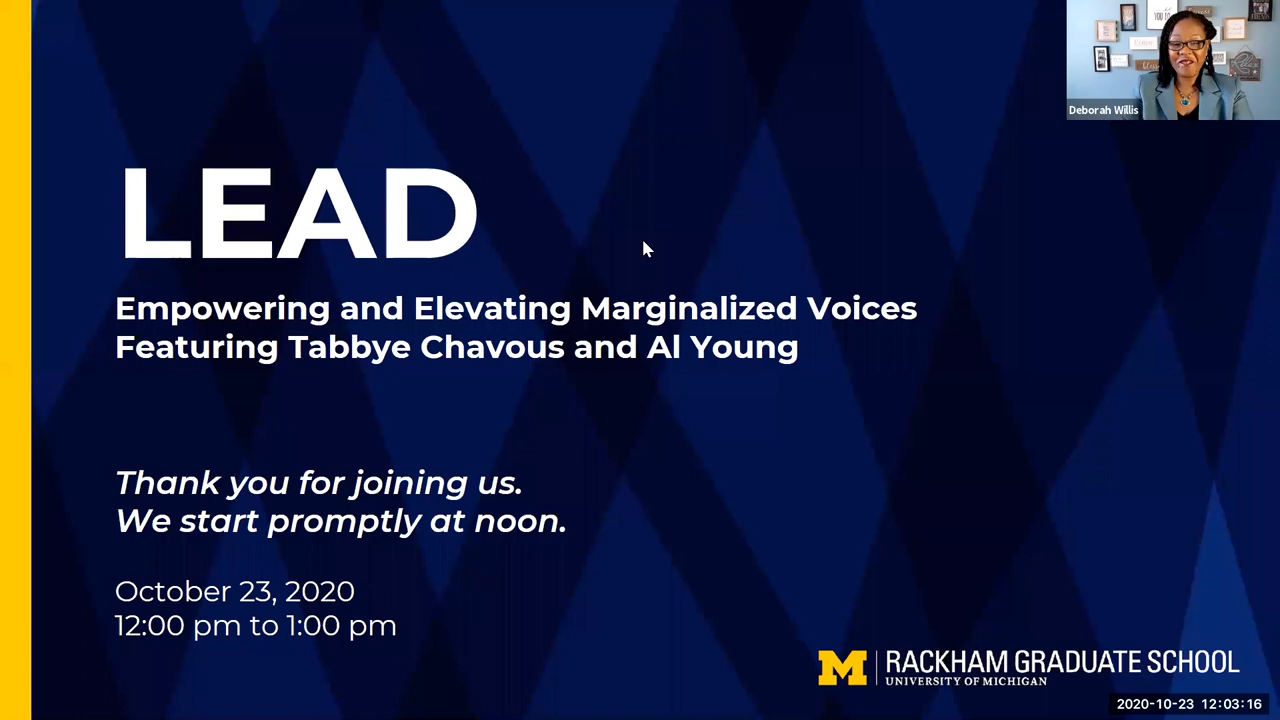 Deborah Willis
LEAD
Empowering and Elevating Marginalized Voices
Featuring Tabbye Chavous and Al Young
Thank you for joining us.
We start promptly at noon.
October 23, 2020
12:00 pm to 1:00 pm
M RACKHAM GRADUATE SCHOOL
UNIVERSITY OF MICHIGAN
2020-10-23 12:03:16